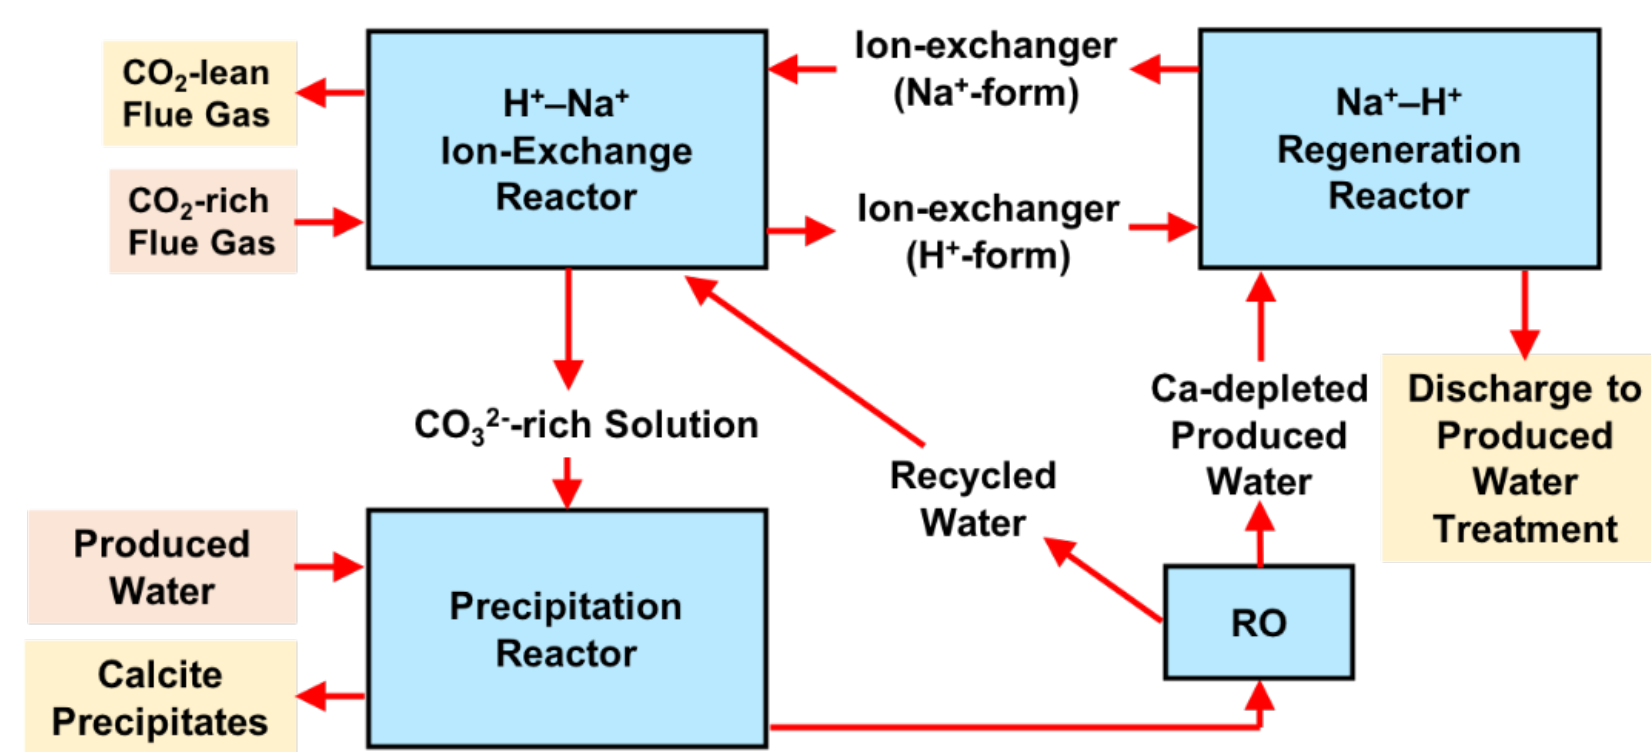 CO₂-lean
Flue Gas
CO₂-rich
Flue Gas
H⁺–Na⁺
Ion-Exchange
Reactor
Ion-exchanger
(Na⁺-form)
Ion-exchanger
(H⁺-form)
Na⁺–H⁺
Regeneration
Reactor
CO₃²⁻-rich Solution
Recycled
Water
Ca-depleted
Produced
Water
Discharge to
Produced
Water
Treatment
Produced
Water
Calcite
Precipitates
Precipitation
Reactor
RO